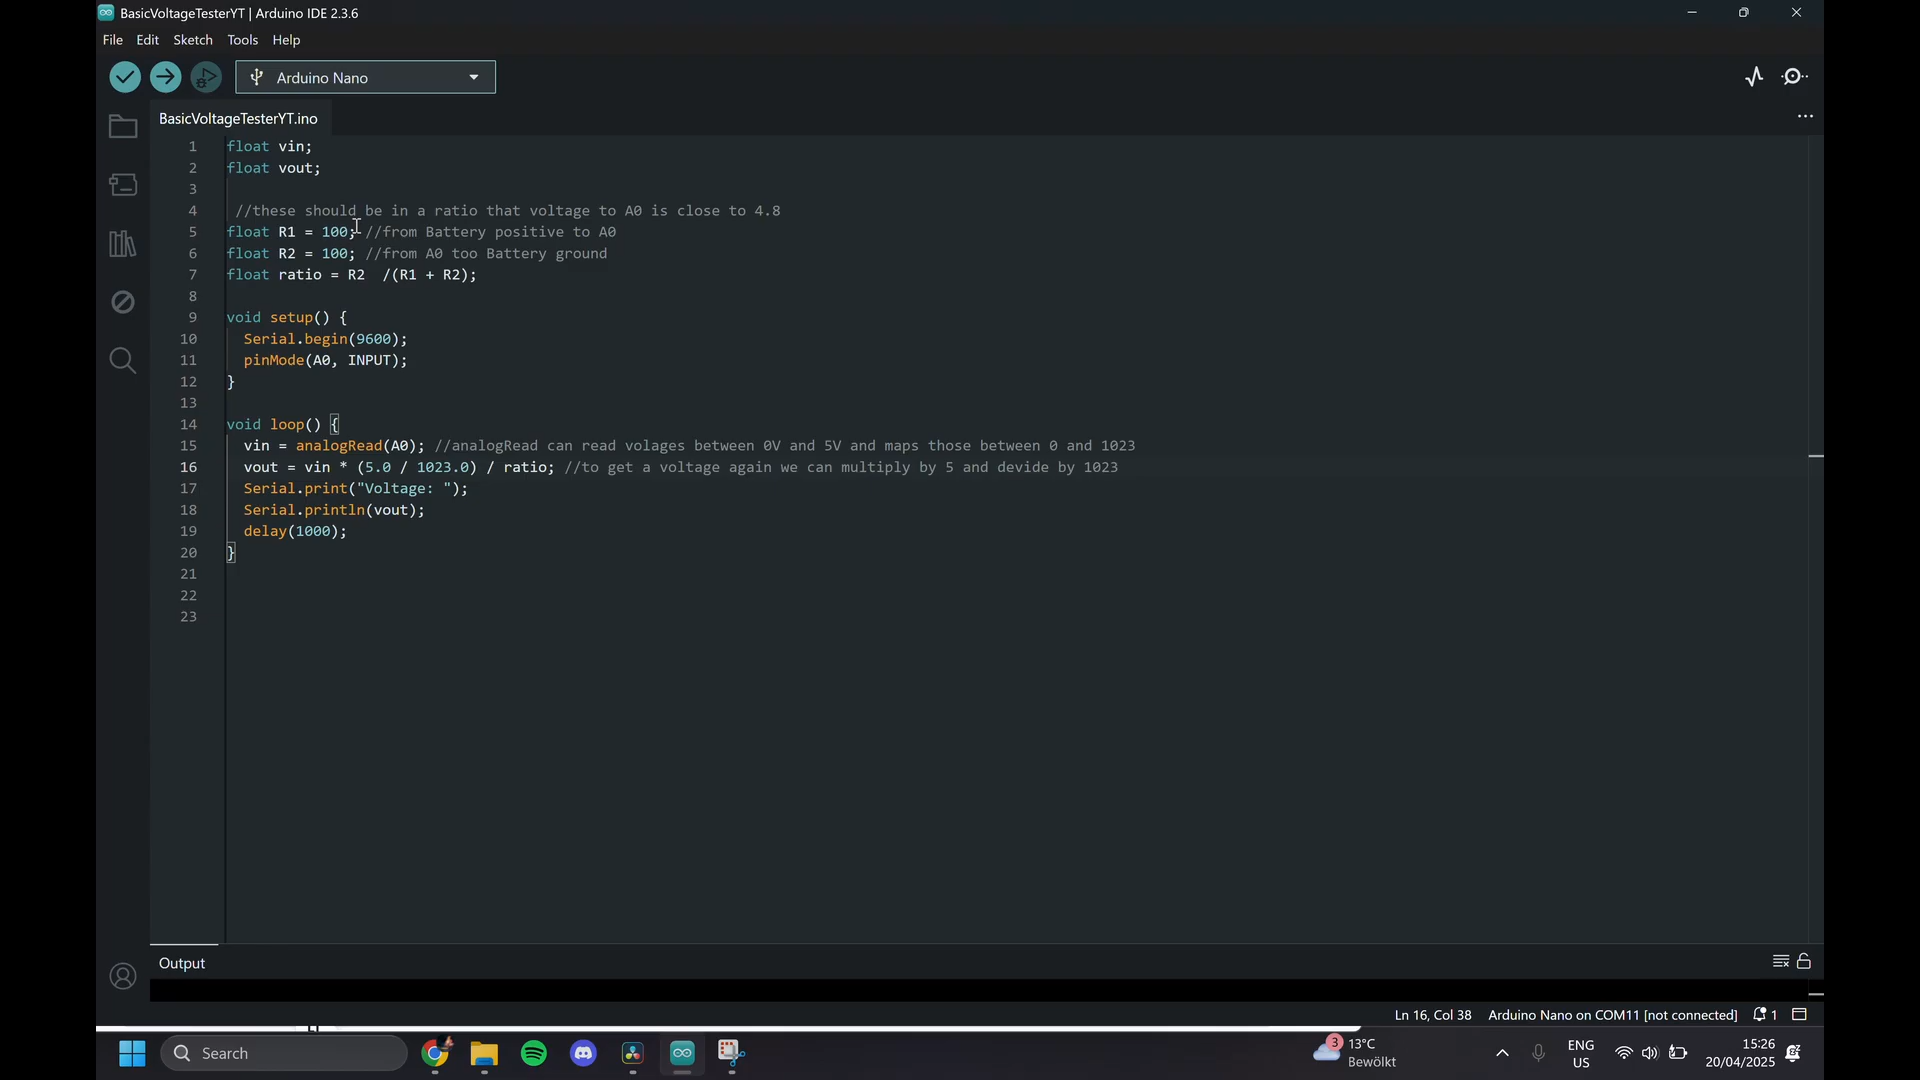 BasicVoltageTesterYT | Arduino IDE 2.3.6
File Edit Sketch Tools Help
Arduino Nano
BasicVoltageTesterYT.ino
1 float vin;
2 float vout;
3
4 //these should be in a ratio that voltage to A0 is close to 4.8
5 float R1 = 100; //from Battery positive to A0
6 float R2 = 100; //from A0 too Battery ground
7 float ratio = R2  /(R1 + R2);
8
9 void setup() {
10 Serial.begin(9600);
11 pinMode(A0, INPUT);
12 }
13
14 void loop() {
15 vin = analogRead(A0); //analogRead can read volages between 0V and 5V and maps those between 0 and 1023
16 vout = vin * (5.0 / 1023.0) / ratio; //to get a voltage again we can multiply by 5 and devide by 1023
17 Serial.print("Voltage: ");
18 Serial.println(vout);
19 delay(1000);
20 }
21
22
23
Output
Ln 16, Col 38 Arduino Nano on COM11 [not connected] 1
Search
3 13°C
Bewölkt
ENG
US
15:26
20/04/2025